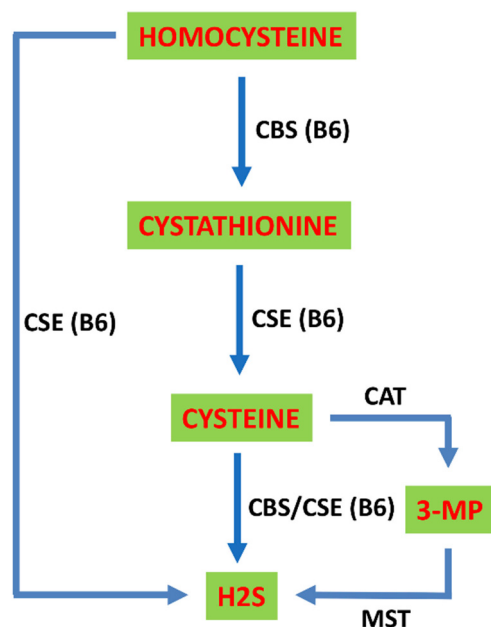 HOMOCYSTEINE
CBS (B6)
CYSTATHIONINE
CSE (B6)
CSE (B6)
CYSTEINE
CAT
CBS/CSE (B6)
3-MP
H2S
MST